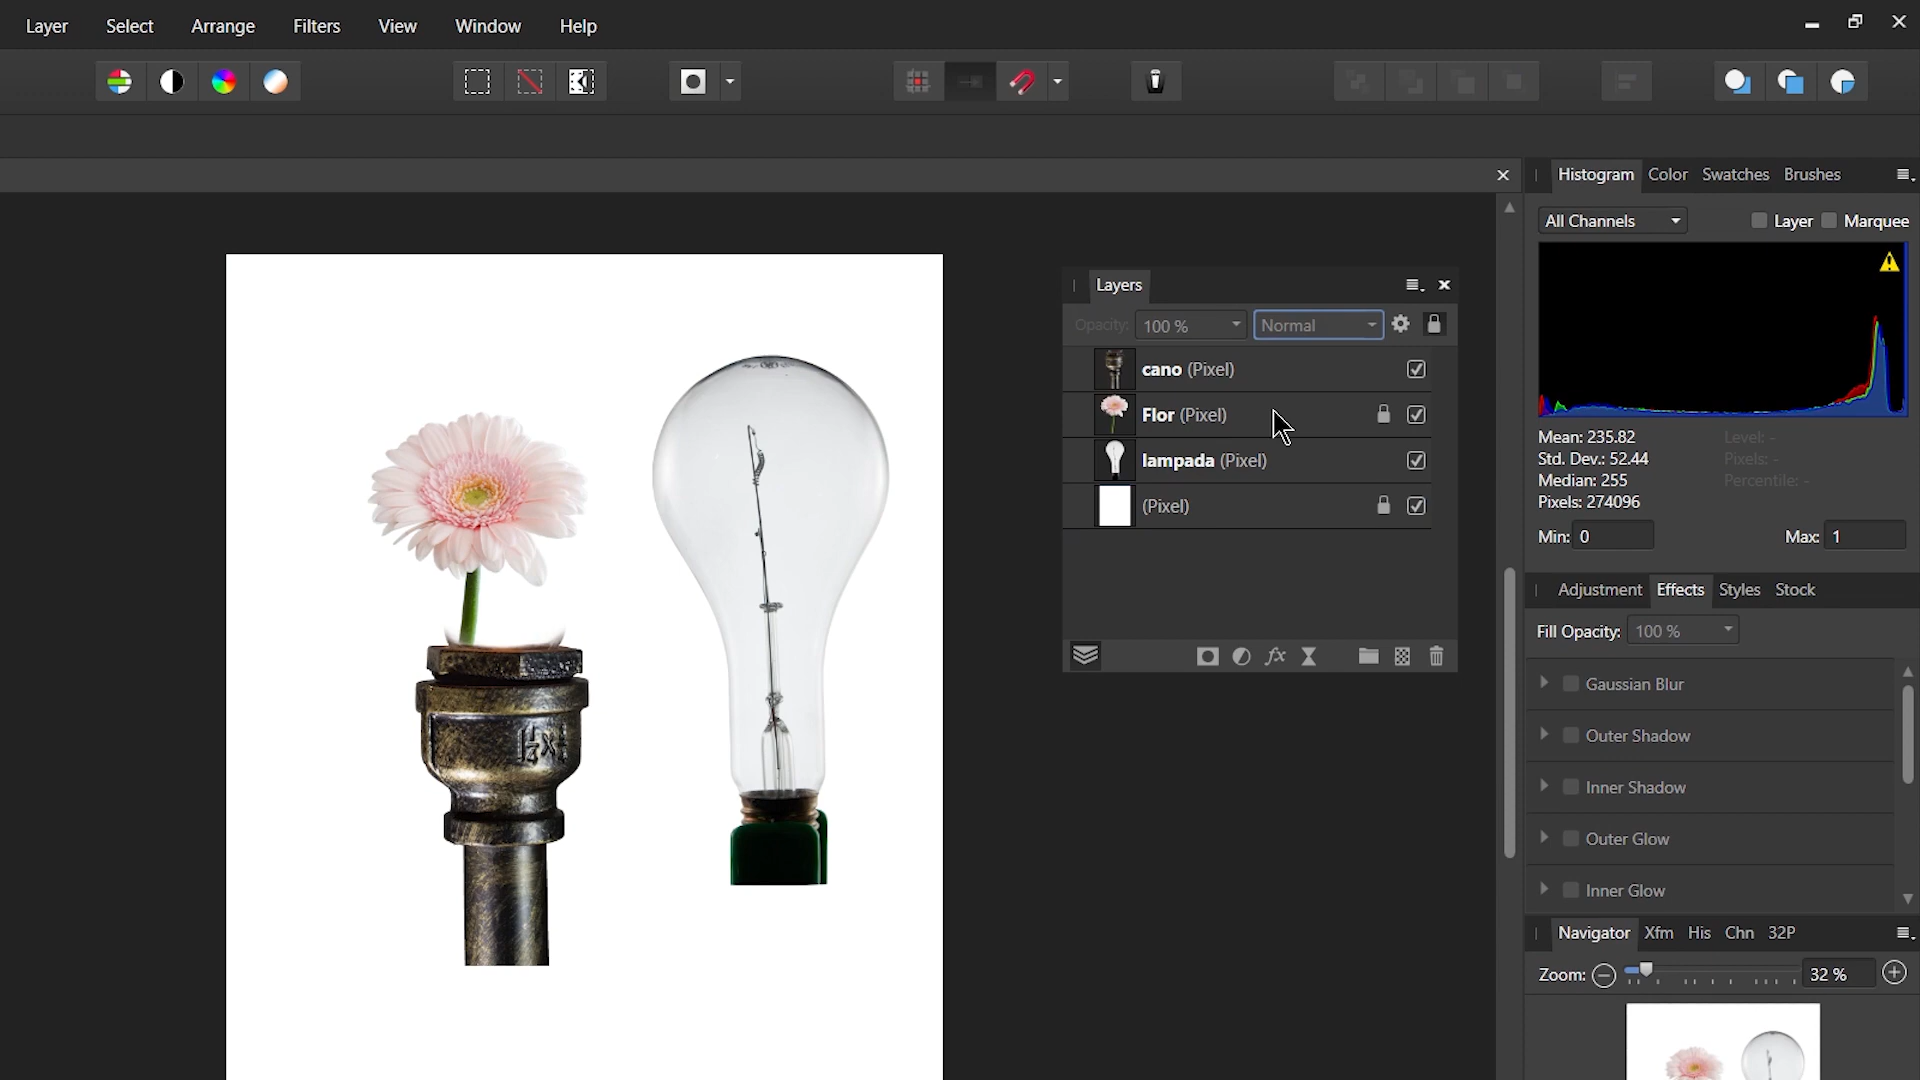 Layer Select Arrange Filters View Window Help
Histogram Color Swatches Brushes
All Channels Layer Marquee
Layers
Opacity: 100 % Normal
cano (Pixel)
Flor (Pixel)
lampada (Pixel)
(Pixel)
Mean: 235.82 Level: -
Std. Dev.: 52.44 Pixels: -
Median: 255 Percentile: -
Pixels: 274096
Min: 0 Max: 1
Adjustment Effects Styles Stock
Fill Opacity: 100 %
Gaussian Blur
Outer Shadow
Inner Shadow
Outer Glow
Inner Glow
Navigator Xfm His Chn 32P
Zoom: 32 %